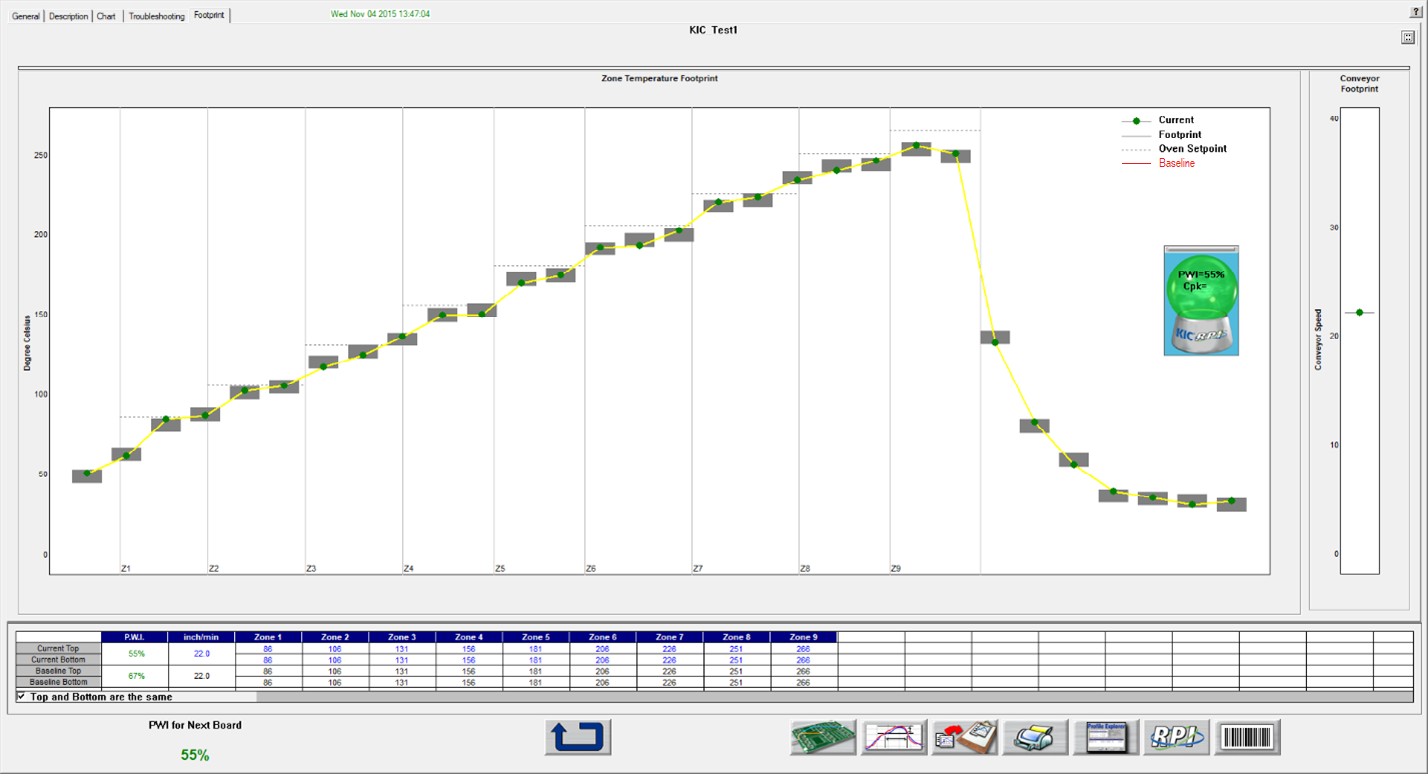 General Description Chart Troubleshooting Footprint
Wed Nov 04 2015 13:47:04
?
KIC Test1
Zone Temperature Footprint
Conveyor
Footprint
Current
Footprint
Oven Setpoint
Baseline
PWI=55%
Cpk=
KIC RPI
Degree Celsius
250
200
150
100
50
0
Z1 Z2 Z3 Z4 Z5 Z6 Z7 Z8 Z9
Conveyor Speed
40
30
20
10
0
P.W.I. inch/min Zone 1 Zone 2 Zone 3 Zone 4 Zone 5 Zone 6 Zone 7 Zone 8 Zone 9
Current Top 55% 22.0 86 106 131 156 181 206 226 251 266
Current Bottom 86 106 131 156 181 206 226 251 266
Baseline Top 67% 22.0 86 106 131 156 181 206 226 251 266
Baseline Bottom 86 106 131 156 181 206 226 251 266
Top and Bottom are the same
PWI for Next Board
55%
Profile Explorer
RPI